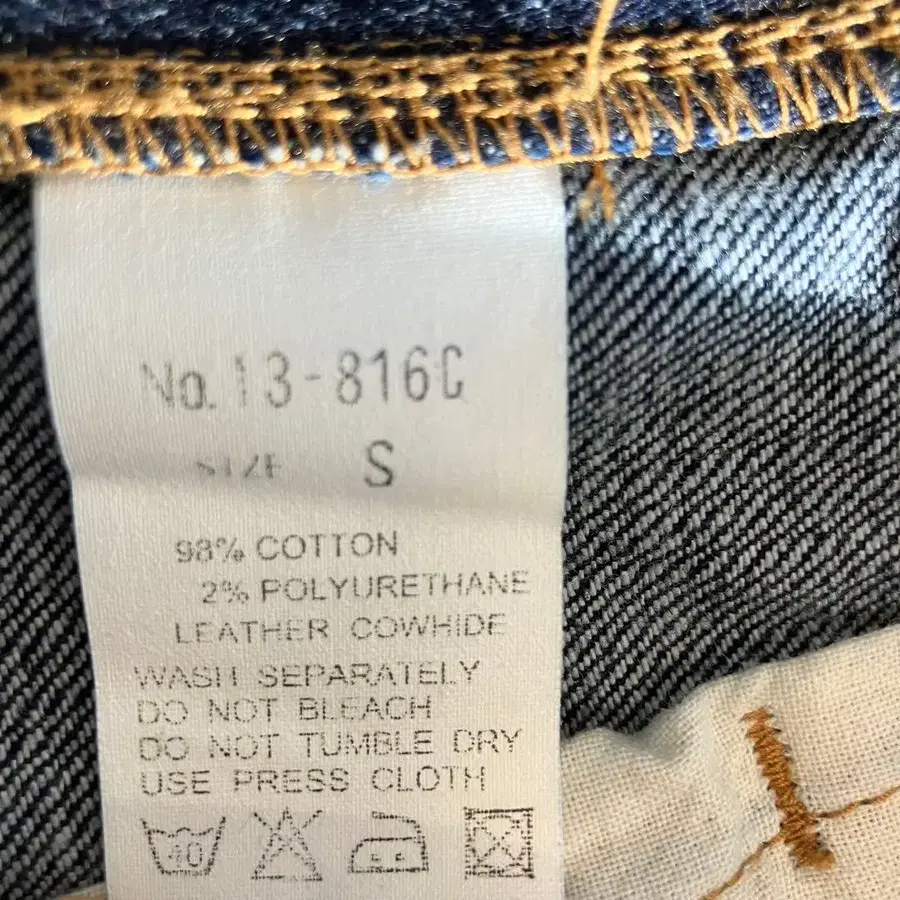 No. 13-816C
SIZE S
98% COTTON
2% POLYURETHANE
LEATHER COWHIDE
WASH SEPARATELY
DO NOT BLEACH
DO NOT TUMBLE DRY
USE PRESS CLOTH
40